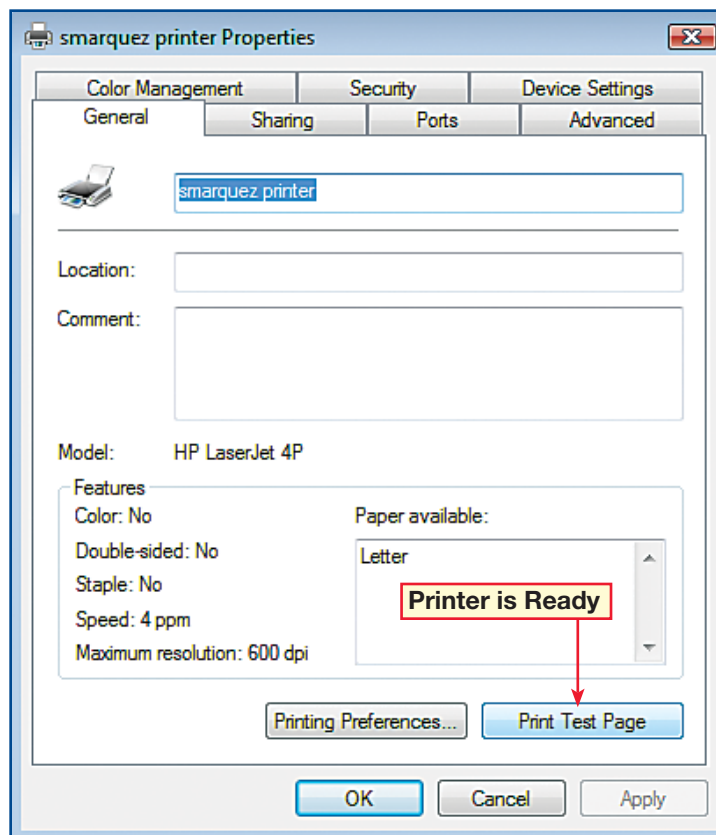 smarquez printer Properties
Color Management Security Device Settings
General Sharing Ports Advanced
smarquez printer
Location:
Comment:
Model: HP LaserJet 4P
Features
Color: No Paper available:
Double-sided: No Letter
Staple: No
Printer is Ready
Speed: 4 ppm
Maximum resolution: 600 dpi
Printing Preferences... Print Test Page
OK Cancel Apply